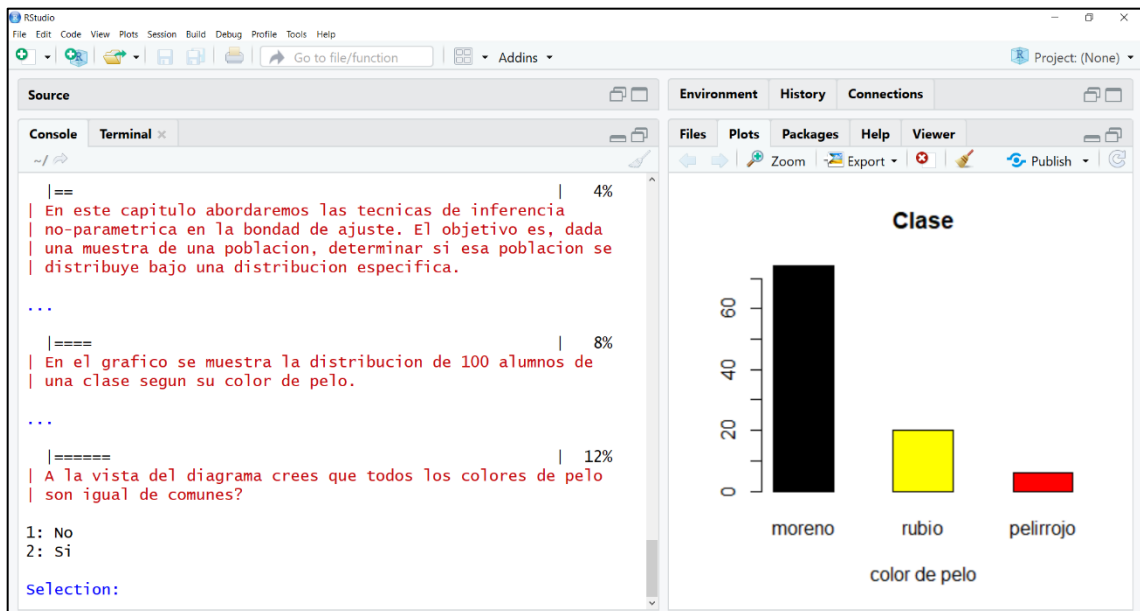 RStudio
File Edit Code View Plots Session Build Debug Profile Tools Help
Go to file/function
Addins
Project: (None)
Source
Console Terminal
~/
|== | 4%
| En este capitulo abordaremos las tecnicas de inferencia
| no-parametrica en la bondad de ajuste. El objetivo es, dada
| una muestra de una poblacion, determinar si esa poblacion se
| distribuye bajo una distribucion especifica.
...
|==== | 8%
| En el grafico se muestra la distribucion de 100 alumnos de
| una clase segun su color de pelo.
...
|====== | 12%
| A la vista del diagrama crees que todos los colores de pelo
| son igual de comunes?
1: No
2: Si
Selection:
Environment History Connections
Files Plots Packages Help Viewer
Zoom Export Publish
Clase
60
40
20
0
moreno rubio pelirrojo
color de pelo